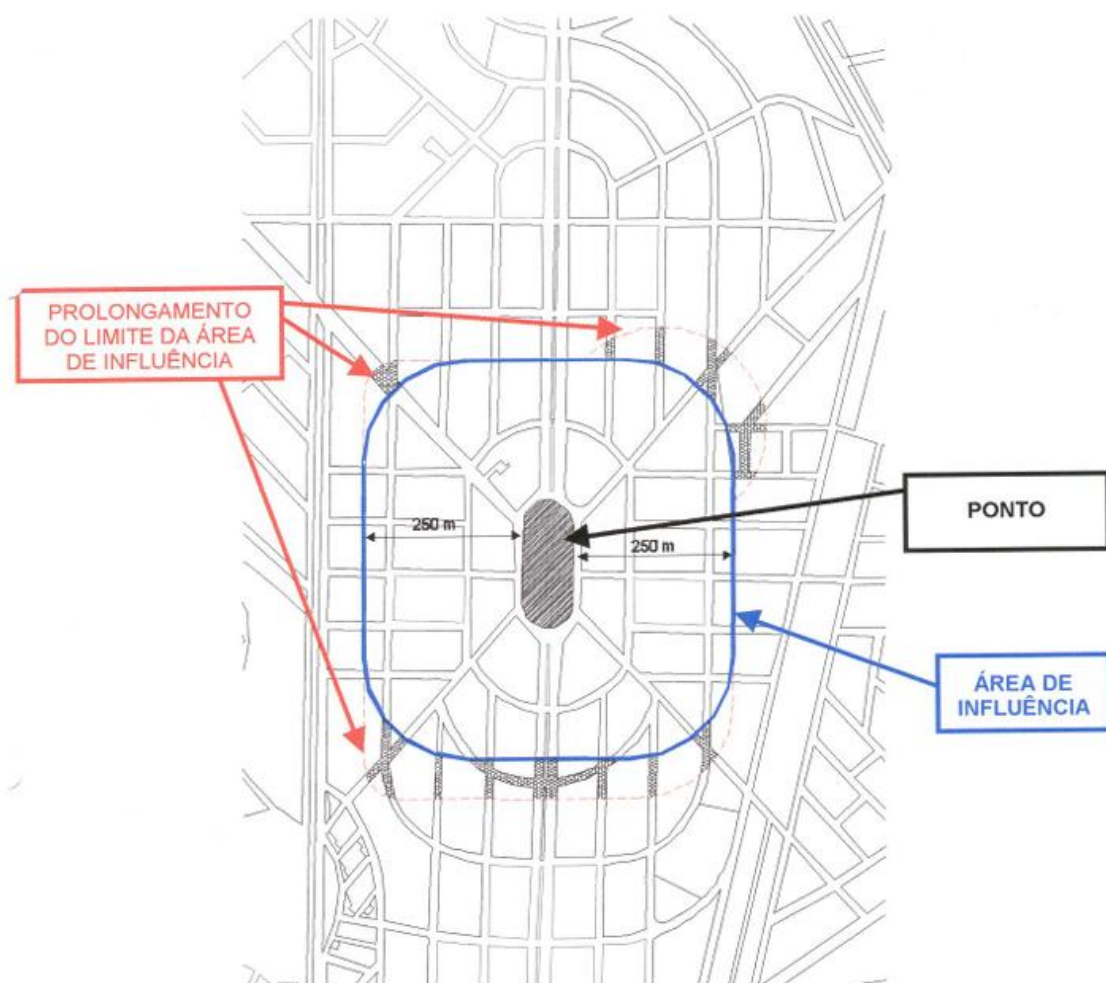 PROLONGAMENTO
DO LIMITE DA ÁREA
DE INFLUÊNCIA
250 m
250 m
PONTO
ÁREA DE
INFLUÊNCIA